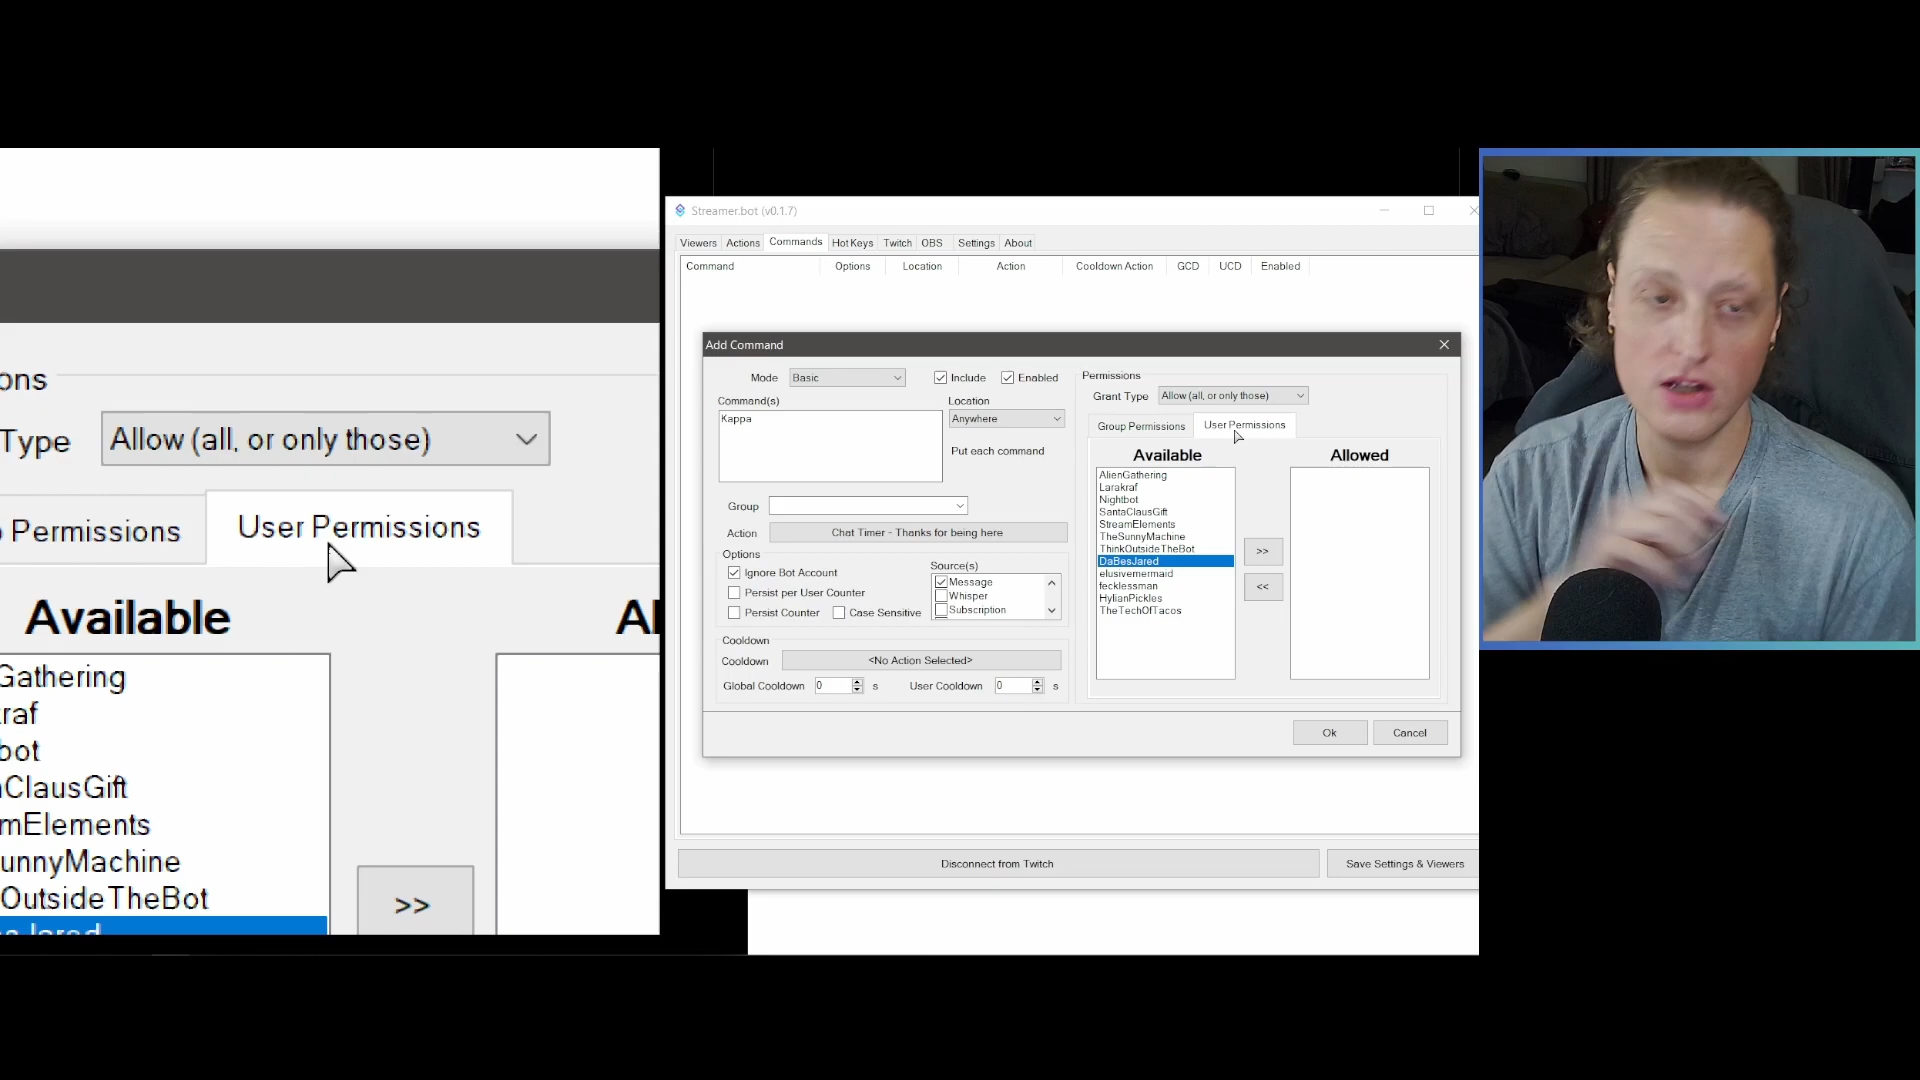 ons
Type Allow (all, or only those)
Permissions User Permissions
Available Al
Gathering
raf
bot
ClausGift
mElements
unnyMachine
OutsideTheBot
>>
Streamer.bot (v0.1.7)
Viewers Actions Commands Hot Keys Twitch OBS Settings About
Command Options Location Action Cooldown Action GCD UCD Enabled
Add Command
Mode Basic Include Enabled
Command(s) Location
Kappa Anywhere
Put each command
Group
Action Chat Timer - Thanks for being here
Options
Ignore Bot Account
Persist per User Counter
Persist Counter Case Sensitive
Source(s)
Message
Whisper
Subscription
Cooldown
Cooldown <No Action Selected>
Global Cooldown 0 s User Cooldown 0 s
Permissions
Grant Type Allow (all, or only those)
Group Permissions User Permissions
Available Allowed
AlienGathering
Larakraf
Nightbot
SantaClausGift
StreamElements
TheSunnyMachine
ThinkOutsideTheBot
DaBesJared
elusivemermaid
fecklessman
HylianPickles
TheTechOfTacos
>>
<<
Ok Cancel
Disconnect from Twitch Save Settings & Viewers